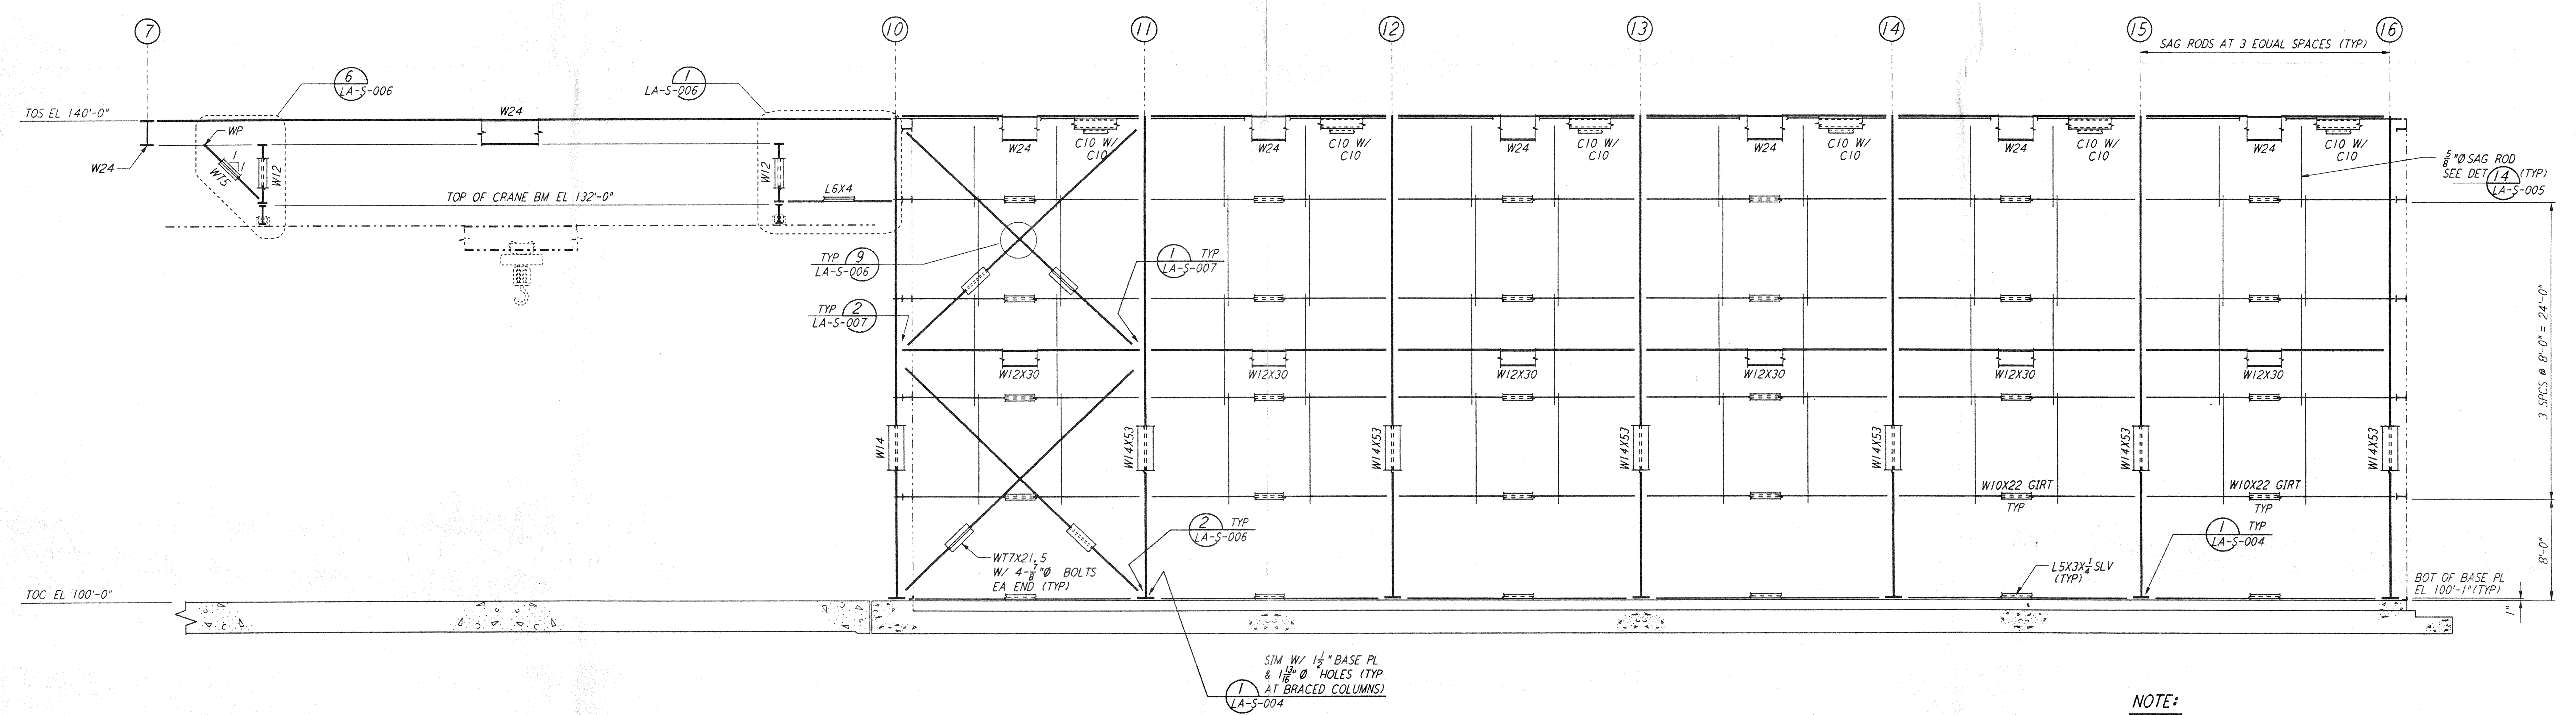 7
10
11
12
13
14
15
16
SAG RODS AT 3 EQUAL SPACES (TYP)
6
LA-S-006
1
LA-S-006
TOS EL 140'-0"
W24
WP
W24
1
1
WT5
W12
W12
L6X4
TOP OF CRANE BM EL 132'-0"
W24
C10 W/
C10
W24
C10 W/
C10
W24
C10 W/
C10
W24
C10 W/
C10
W24
C10 W/
C10
W24
C10 W/
C10
5/8"Ø SAG ROD
SEE DET 14 (TYP)
LA-S-005
TYP 9
LA-S-006
1 TYP
LA-S-007
TYP 2
LA-S-007
W12X30
W12X30
W12X30
W12X30
W12X30
W12X30
3 SPCS @ 8'-0" = 24'-0"
W14
W14X53
W14X53
W14X53
W14X53
W14X53
W14X53
W10X22 GIRT
TYP
W10X22 GIRT
TYP
2 TYP
LA-S-006
1 TYP
LA-S-004
8'-0"
WT7X21.5
W/ 4-7/8"Ø BOLTS
EA END (TYP)
L5X3X1/4 SLV
(TYP)
TOC EL 100'-0"
BOT OF BASE PL
EL 100'-1"(TYP)
1"
SIM W/ 1 1/2" BASE PL
& 1 13/16" Ø HOLES (TYP
1 AT BRACED COLUMNS)
LA-S-004
NOTE: